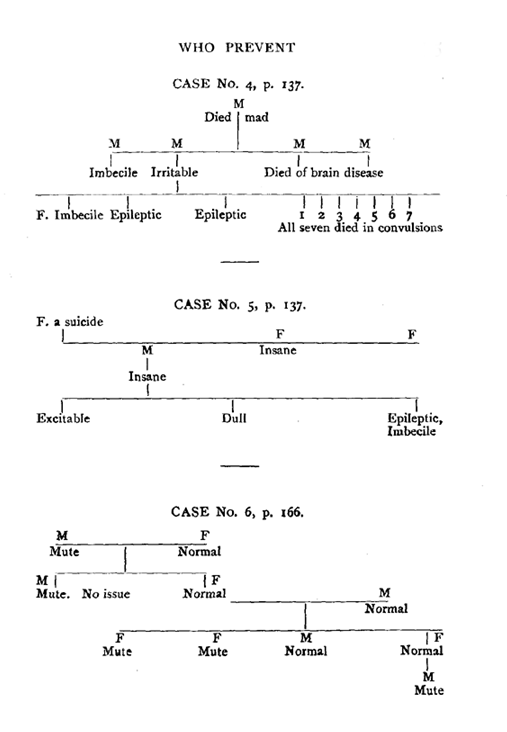 WHO PREVENT
CASE No. 4, p. 137.
M
Died mad
M M M M
Imbecile Irritable Died of brain disease
F. Imbecile Epileptic Epileptic 1 2 3 4 5 6 7
All seven died in convulsions
CASE No. 5, p. 137.
F. a suicide
F F
M Insane
Insane
Excitable Dull Epileptic,
Imbecile
CASE No. 6, p. 166.
M F
Mute Normal
M F
Mute. No issue Normal M
Normal
F F M F
Mute Mute Normal Normal
M
Mute